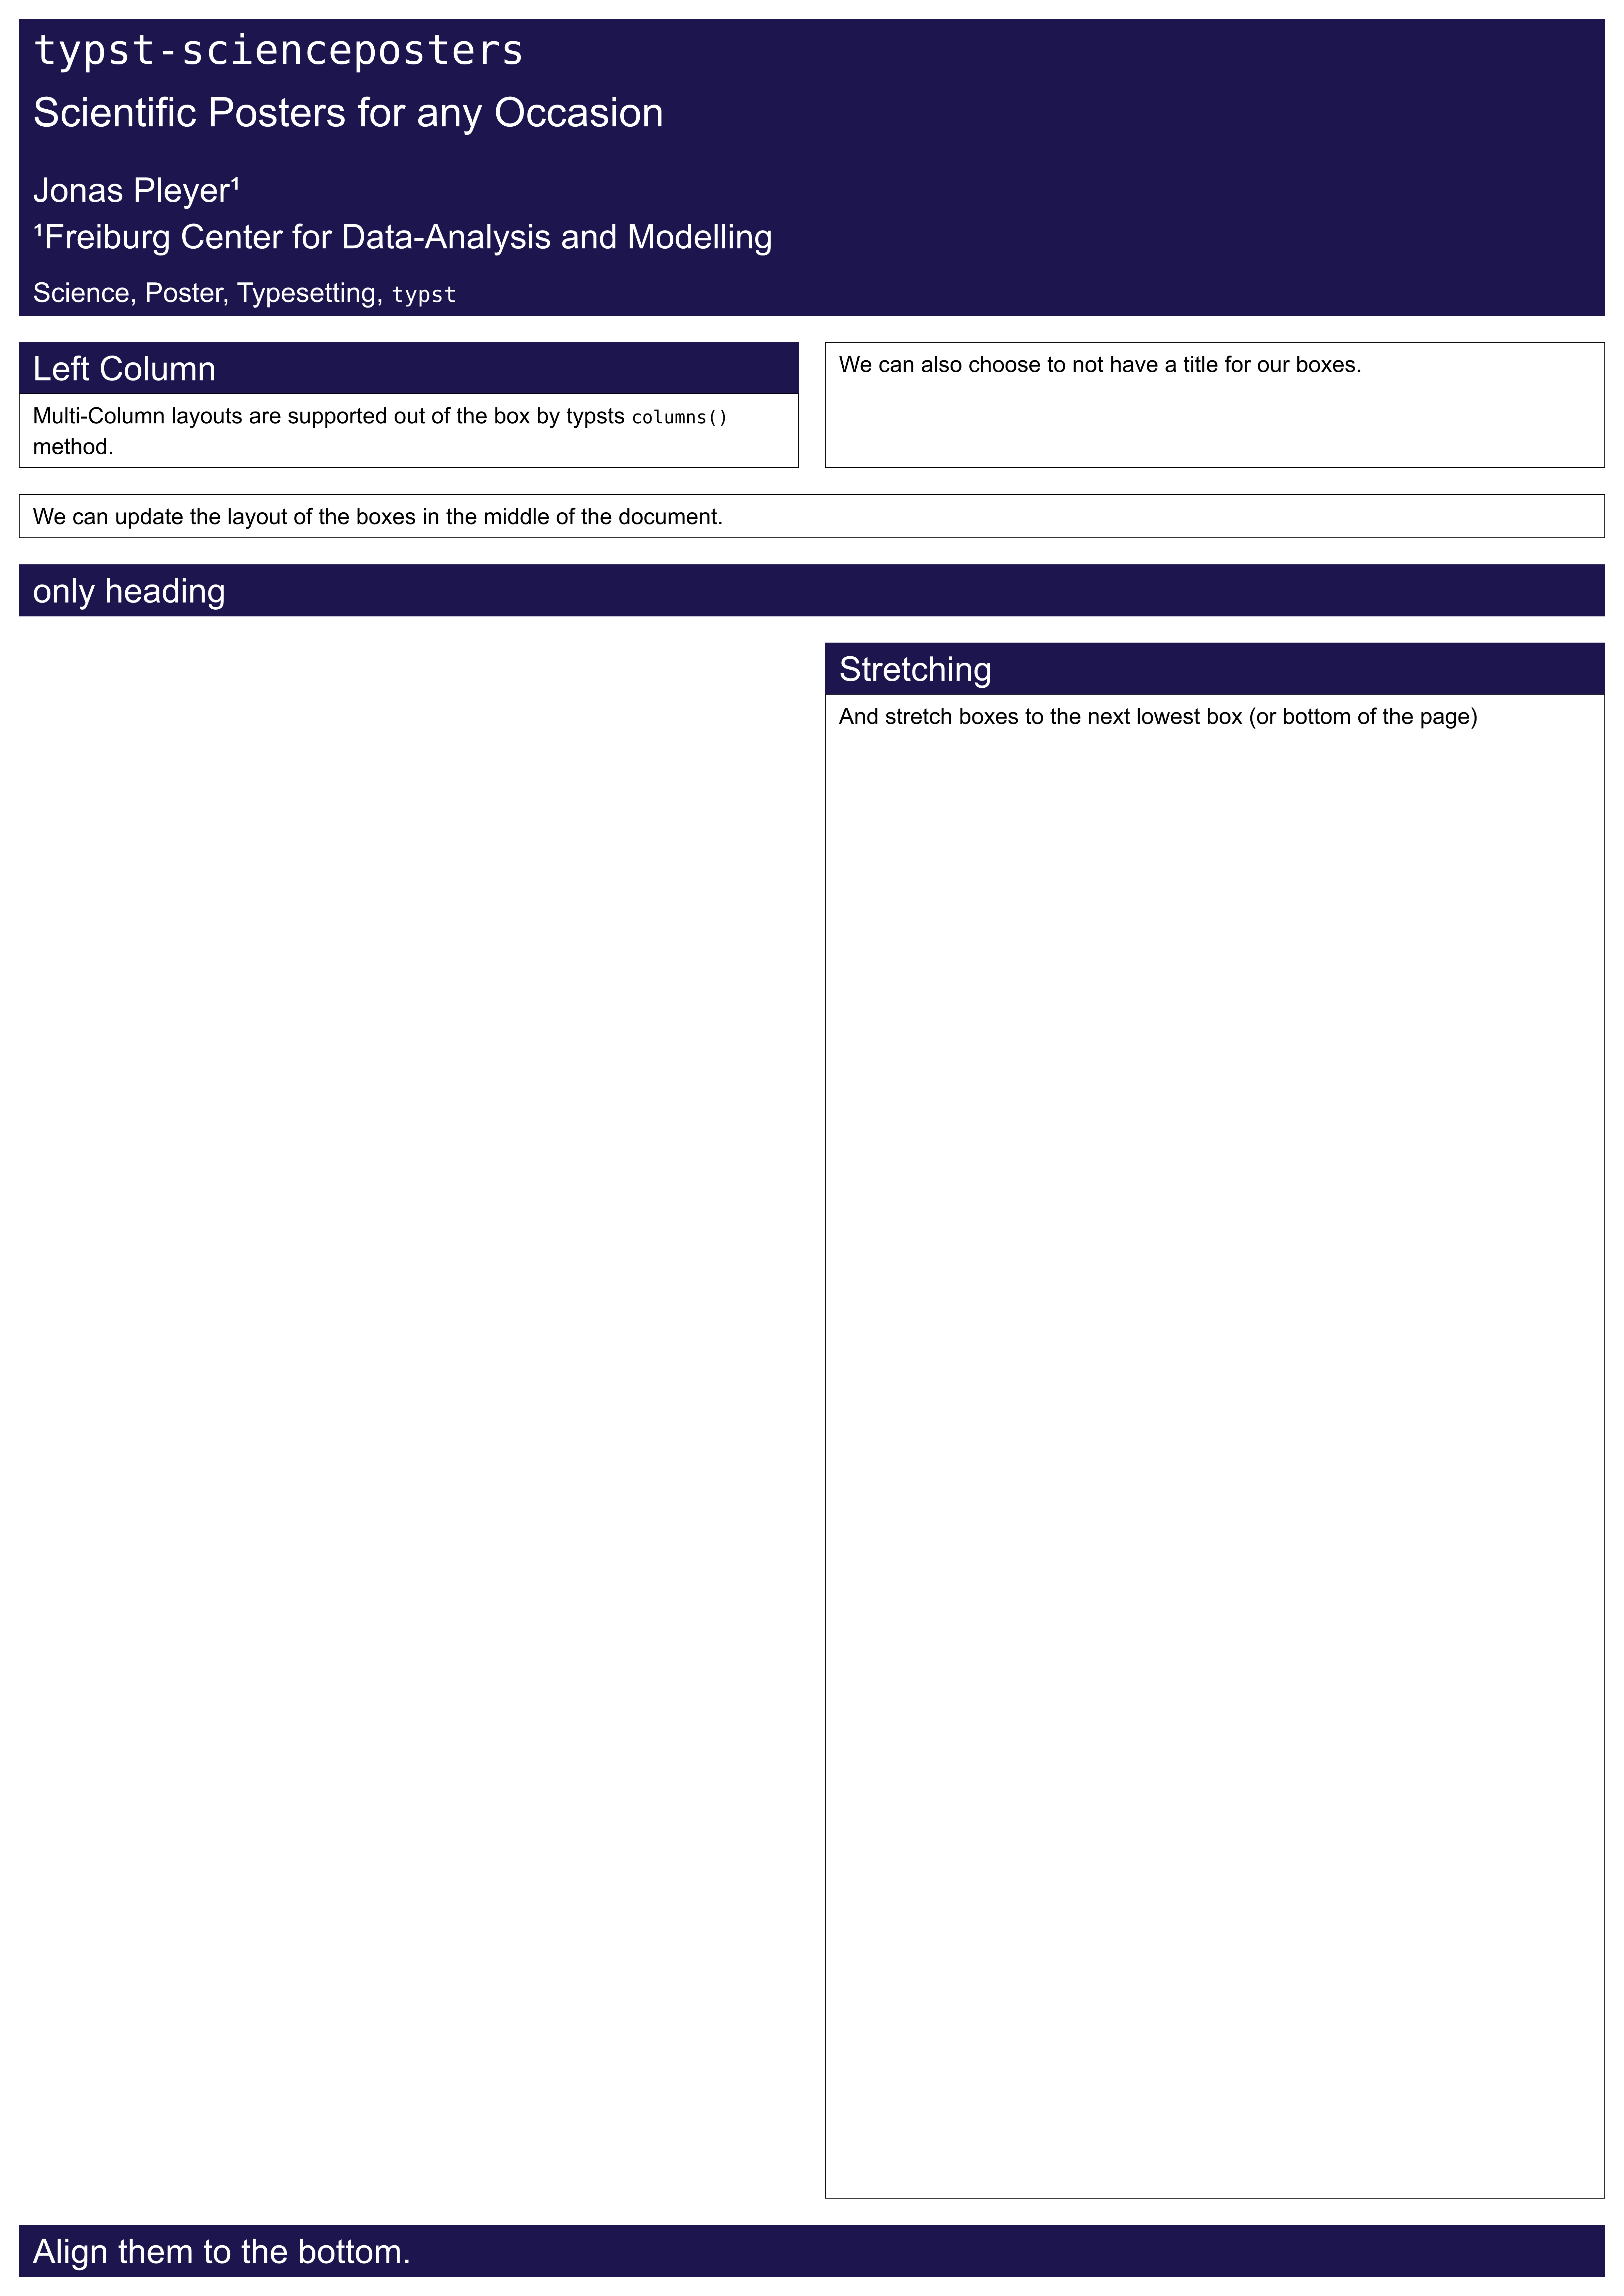 typst-scienceposters
Scientific Posters for any Occasion
Jonas Pleyer¹
¹Freiburg Center for Data-Analysis and Modelling
Science, Poster, Typesetting, typst
Left Column
Multi-Column layouts are supported out of the box by typsts columns()
method.
We can also choose to not have a title for our boxes.
We can update the layout of the boxes in the middle of the document.
only heading
Stretching
And stretch boxes to the next lowest box (or bottom of the page)
Align them to the bottom.